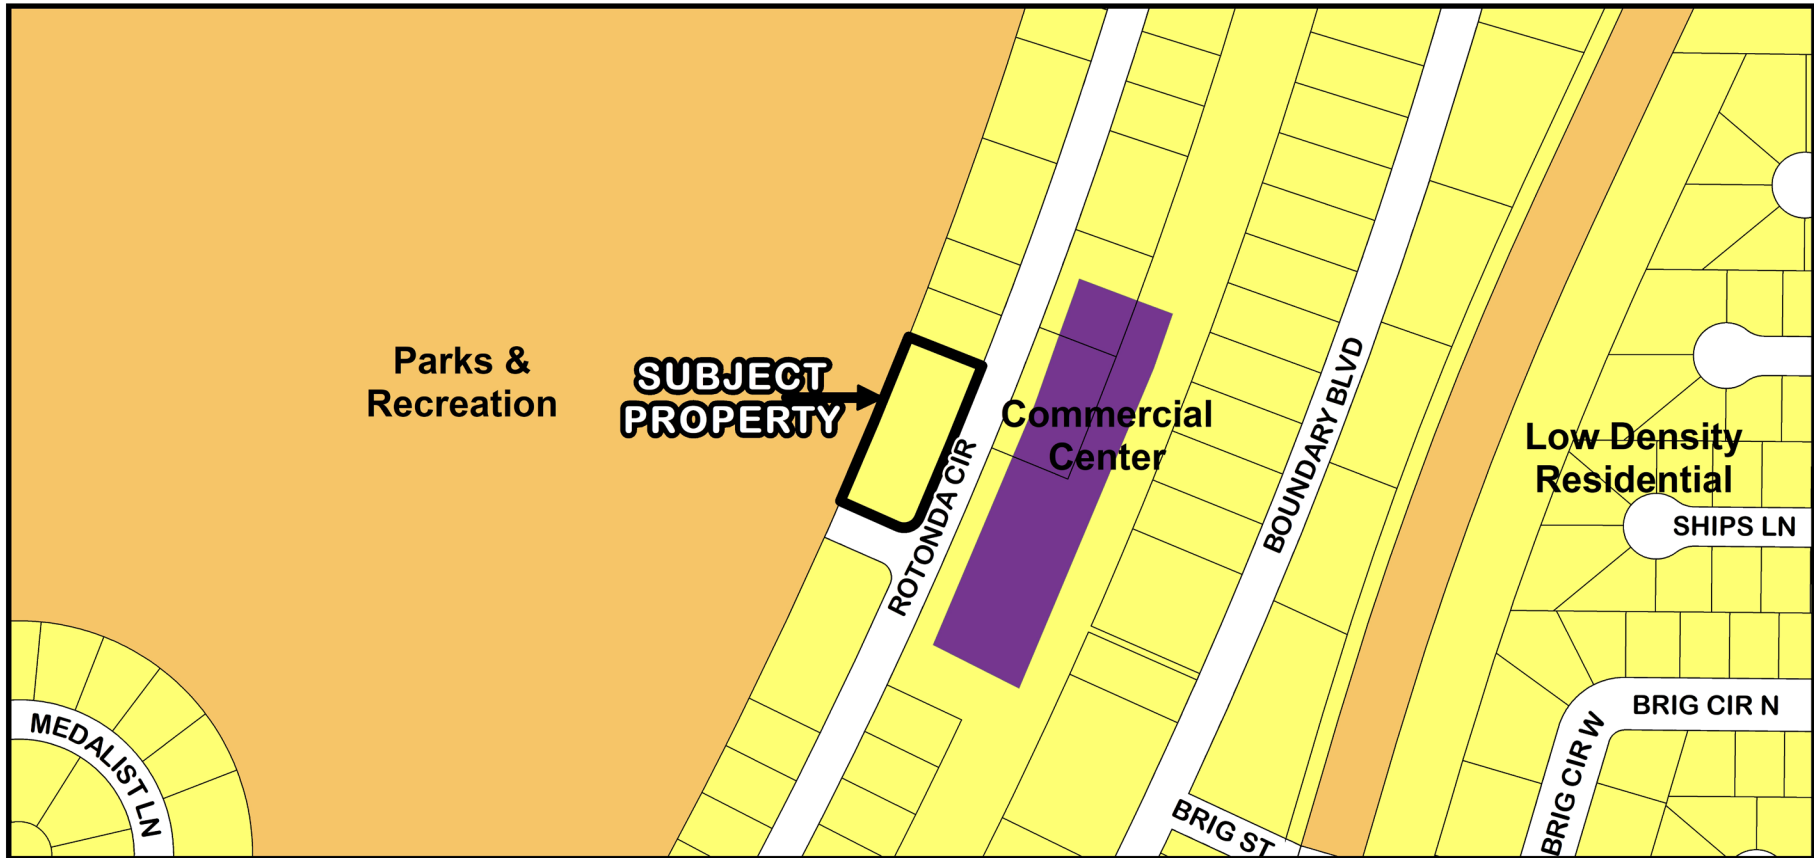 Parks &
Recreation
SUBJECT
PROPERTY
Commercial
Center
Low Density
Residential
ROTONDA CIR
BOUNDARY BLVD
SHIPS LN
BRIG CIR N
BRIG CIR W
BRIG ST
MEDALIST LN